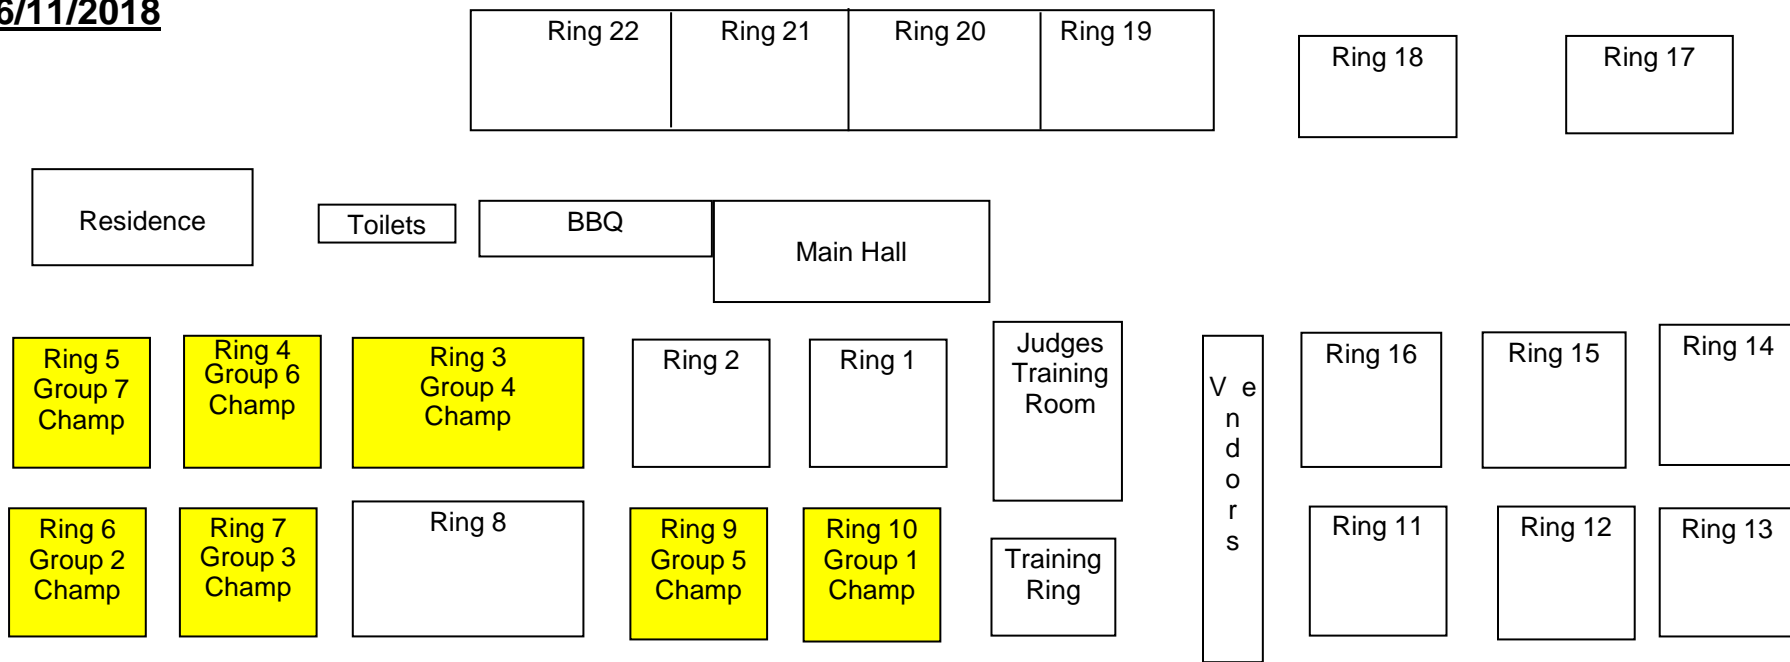 6/11/2018
Ring 22
Ring 21
Ring 20
Ring 19
Ring 18
Ring 17
Residence
Toilets
BBQ
Main Hall
Ring 5
Group 7
Champ
Ring 4
Group 6
Champ
Ring 3
Group 4
Champ
Ring 2
Ring 1
Judges
Training
Room
V e
n
d
o
r
s
Ring 16
Ring 15
Ring 14
Ring 6
Group 2
Champ
Ring 7
Group 3
Champ
Ring 8
Ring 9
Group 5
Champ
Ring 10
Group 1
Champ
Training
Ring
Ring 11
Ring 12
Ring 13